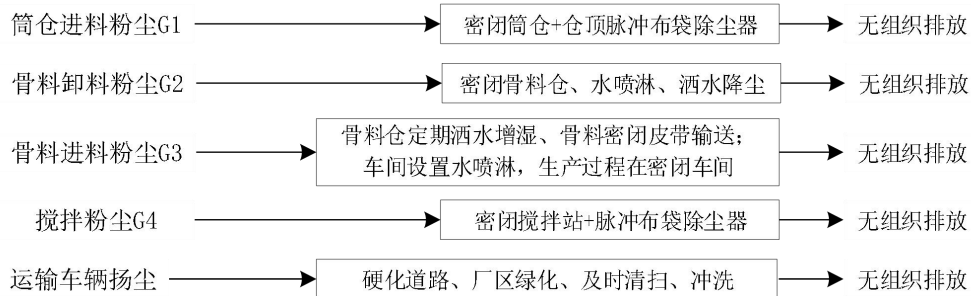 筒仓进料粉尘G1 密闭筒仓+仓顶脉冲布袋除尘器 无组织排放
骨料卸料粉尘G2 密闭骨料仓、水喷淋、洒水降尘 无组织排放
骨料进料粉尘G3 骨料仓定期洒水增湿、骨料密闭皮带输送；
车间设置水喷淋，生产过程在密闭车间 无组织排放
搅拌粉尘G4 密闭搅拌站+脉冲布袋除尘器 无组织排放
运输车辆扬尘 硬化道路、厂区绿化、及时清扫、冲洗 无组织排放